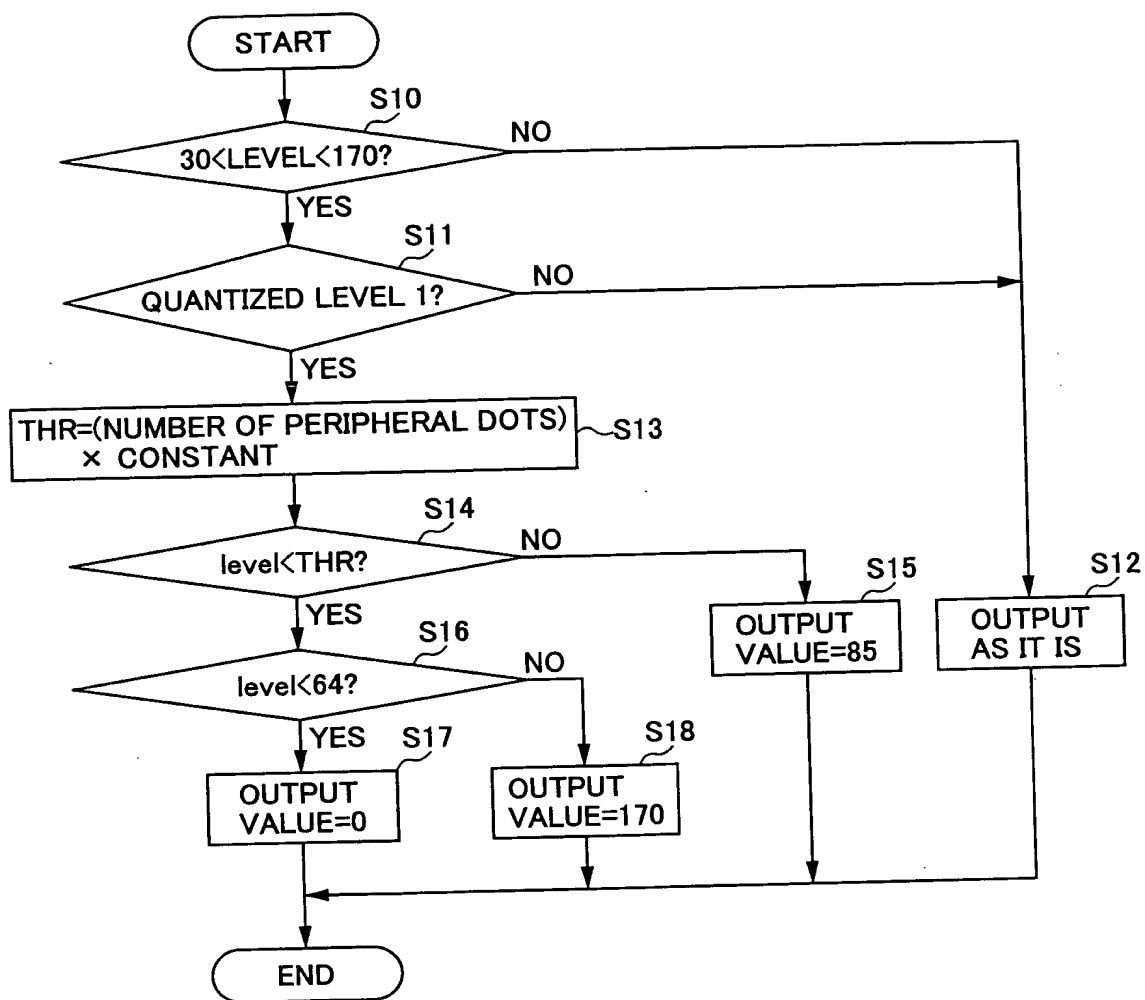 START
S10
30<LEVEL<170?
NO
YES
S11
QUANTIZED LEVEL 1?
NO
YES
THR=(NUMBER OF PERIPHERAL DOTS)
× CONSTANT
S13
S14
level<THR?
NO
YES
S15
OUTPUT
VALUE=85
S12
OUTPUT
AS IT IS
S16
level<64?
NO
YES
S17
OUTPUT
VALUE=0
S18
OUTPUT
VALUE=170
END